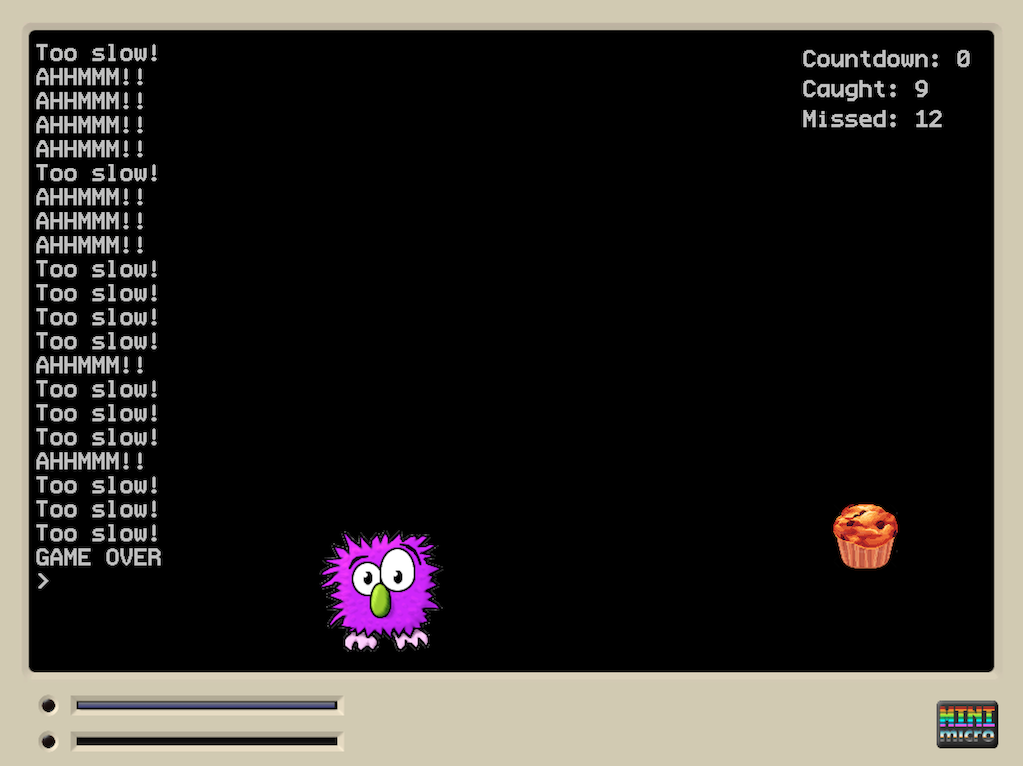 Too slow!
AHHMMM!!
AHHMMM!!
AHHMMM!!
AHHMMM!!
Too slow!
AHHMMM!!
AHHMMM!!
AHHMMM!!
Too slow!
Too slow!
Too slow!
Too slow!
AHHMMM!!
Too slow!
Too slow!
Too slow!
AHHMMM!!
Too slow!
Too slow!
Too slow!
GAME OVER
>
Countdown: 0
Caught: 9
Missed: 12
MINI
micro